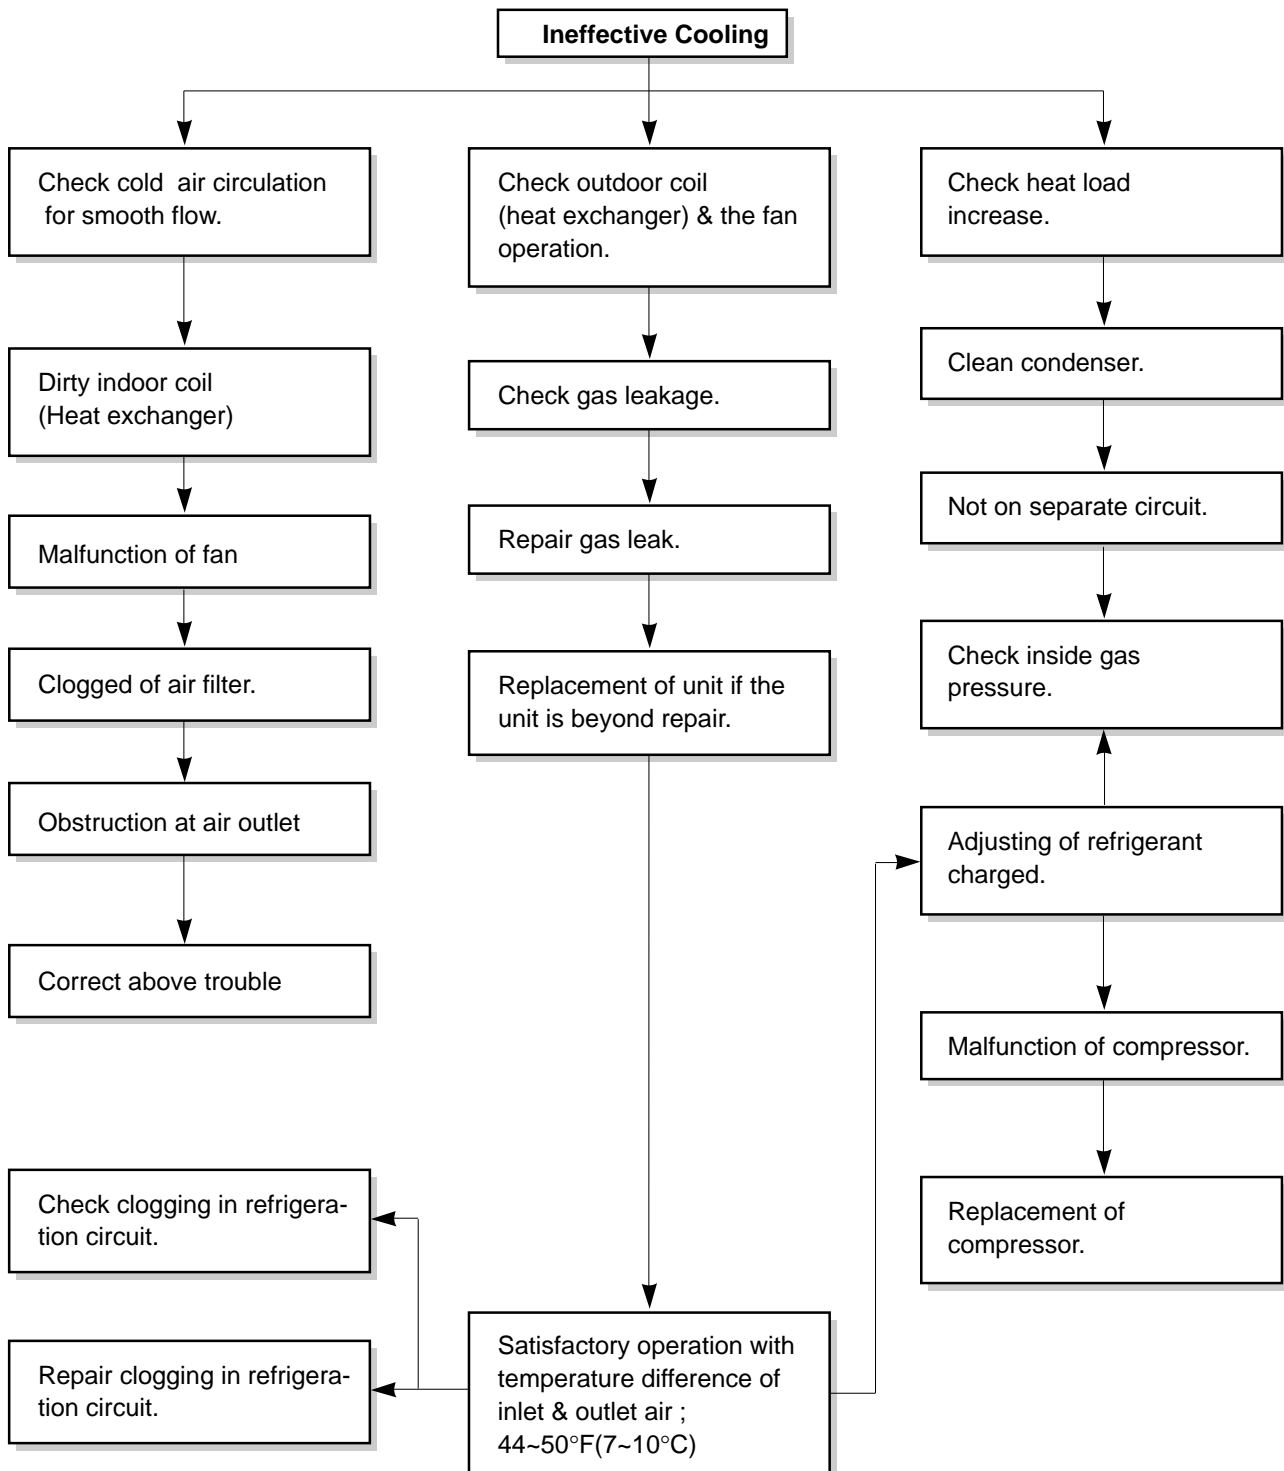 Ineffective Cooling
Check cold air circulation
for smooth flow.
Dirty indoor coil
(Heat exchanger)
Malfunction of fan
Clogged of air filter.
Obstruction at air outlet
Correct above trouble
Check outdoor coil
(heat exchanger) & the fan
operation.
Check gas leakage.
Repair gas leak.
Replacement of unit if the
unit is beyond repair.
Check heat load
increase.
Clean condenser.
Not on separate circuit.
Check inside gas
pressure.
Adjusting of refrigerant
charged.
Malfunction of compressor.
Replacement of
compressor.
Check clogging in refrigera-
tion circuit.
Repair clogging in refrigera-
tion circuit.
Satisfactory operation with
temperature difference of
inlet & outlet air ;
44~50°F(7~10°C)